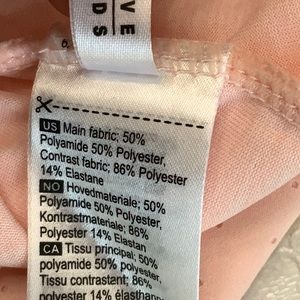 VE
DS
US Main fabric; 50%
Polyamide 50% Polyester,
Contrast fabric; 86% Polyester
14% Elastane
NO Hovedmateriale; 50%
Polyamide 50% Polyester,
Kontrastmateriale; 86%
Polyester 14% Elastan
CA Tissu principal; 50%
polyamide 50% polyester,
Tissu contrastant; 86%
polyester 14% élasthanne